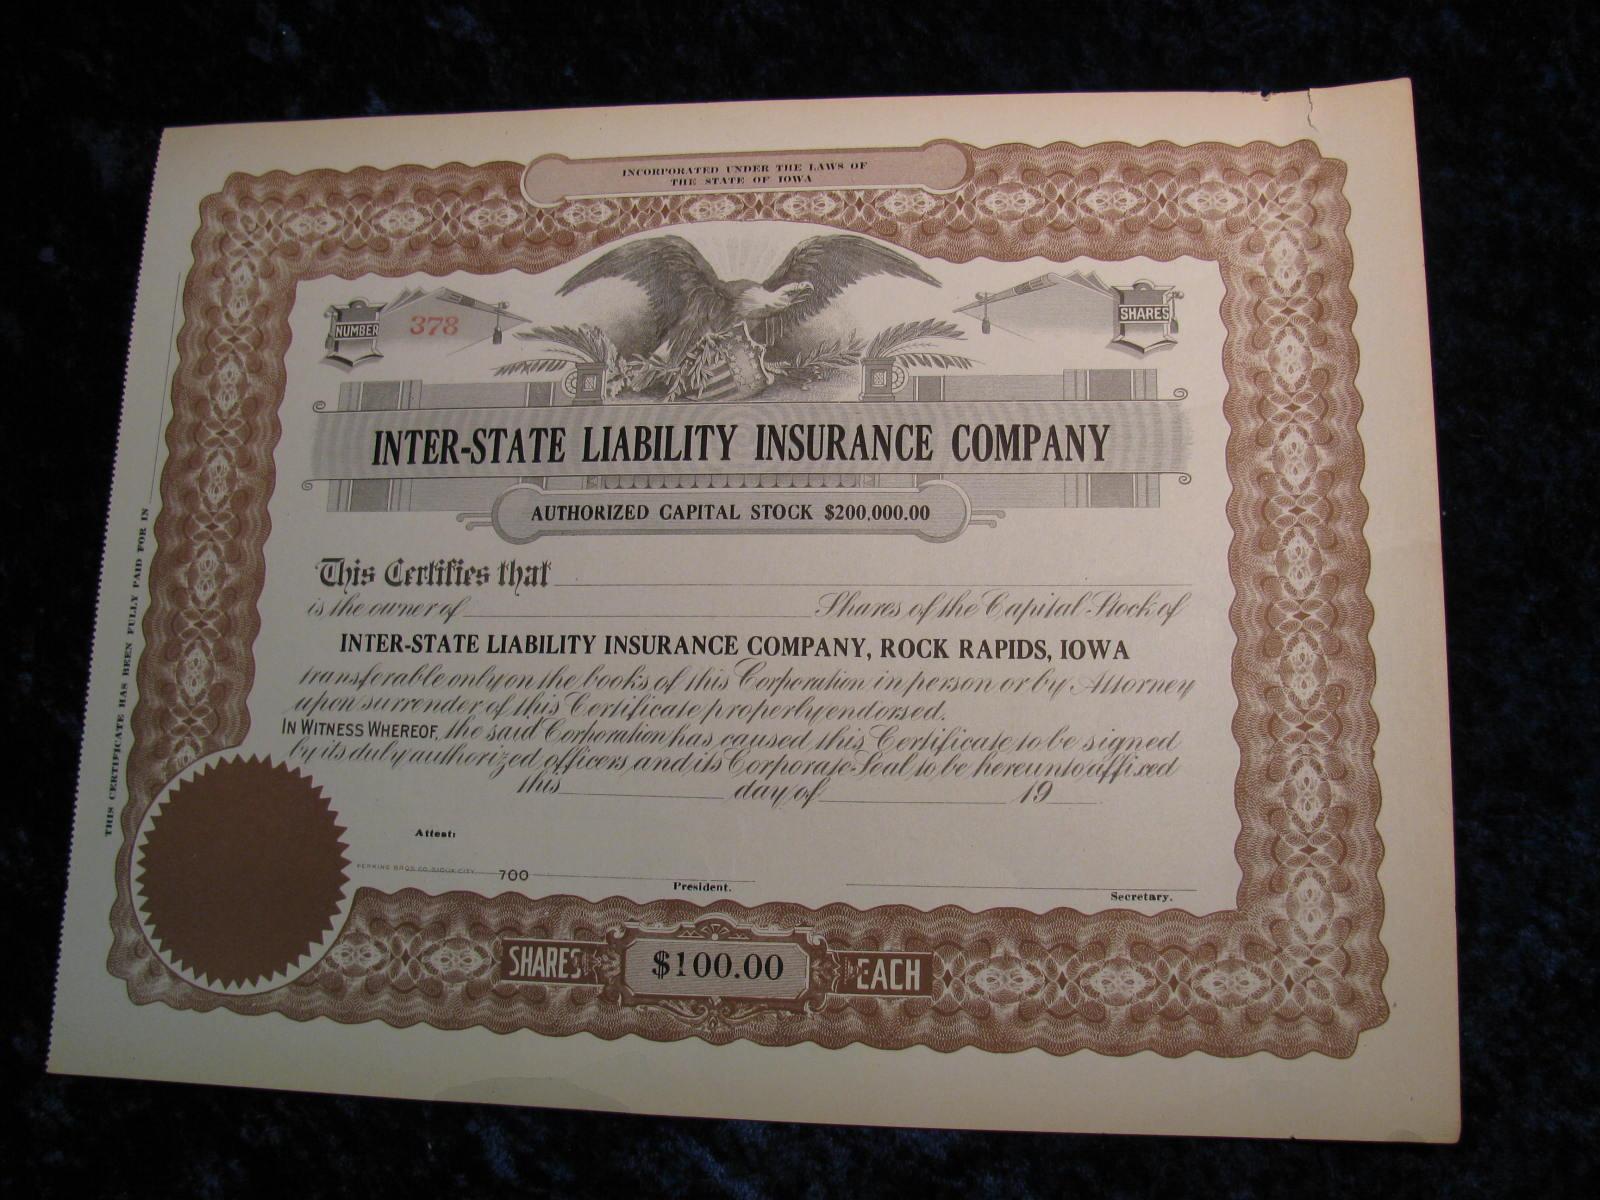 INCORPORATED UNDER THE LAWS OF
THE STATE OF IOWA
NUMBER 378 SHARES
INTER-STATE LIABILITY INSURANCE COMPANY
AUTHORIZED CAPITAL STOCK $200,000.00
This Certifies that
is the owner of Shares of the Capital Stock of
INTER-STATE LIABILITY INSURANCE COMPANY, ROCK RAPIDS, IOWA
transferable only on the books of this Corporation in person or by Attorney
upon surrender of this Certificate properly endorsed.
IN WITNESS WHEREOF, the said Corporation has caused this Certificate to be signed
by its duly authorized officers and its Corporate Seal to be hereunto affixed
this day of 19
Attest:
PERKINS BROS. CO. SIOUX CITY 700
President.
Secretary.
SHARES $100.00 EACH
THIS CERTIFICATE HAS BEEN FULLY PAID FOR IN